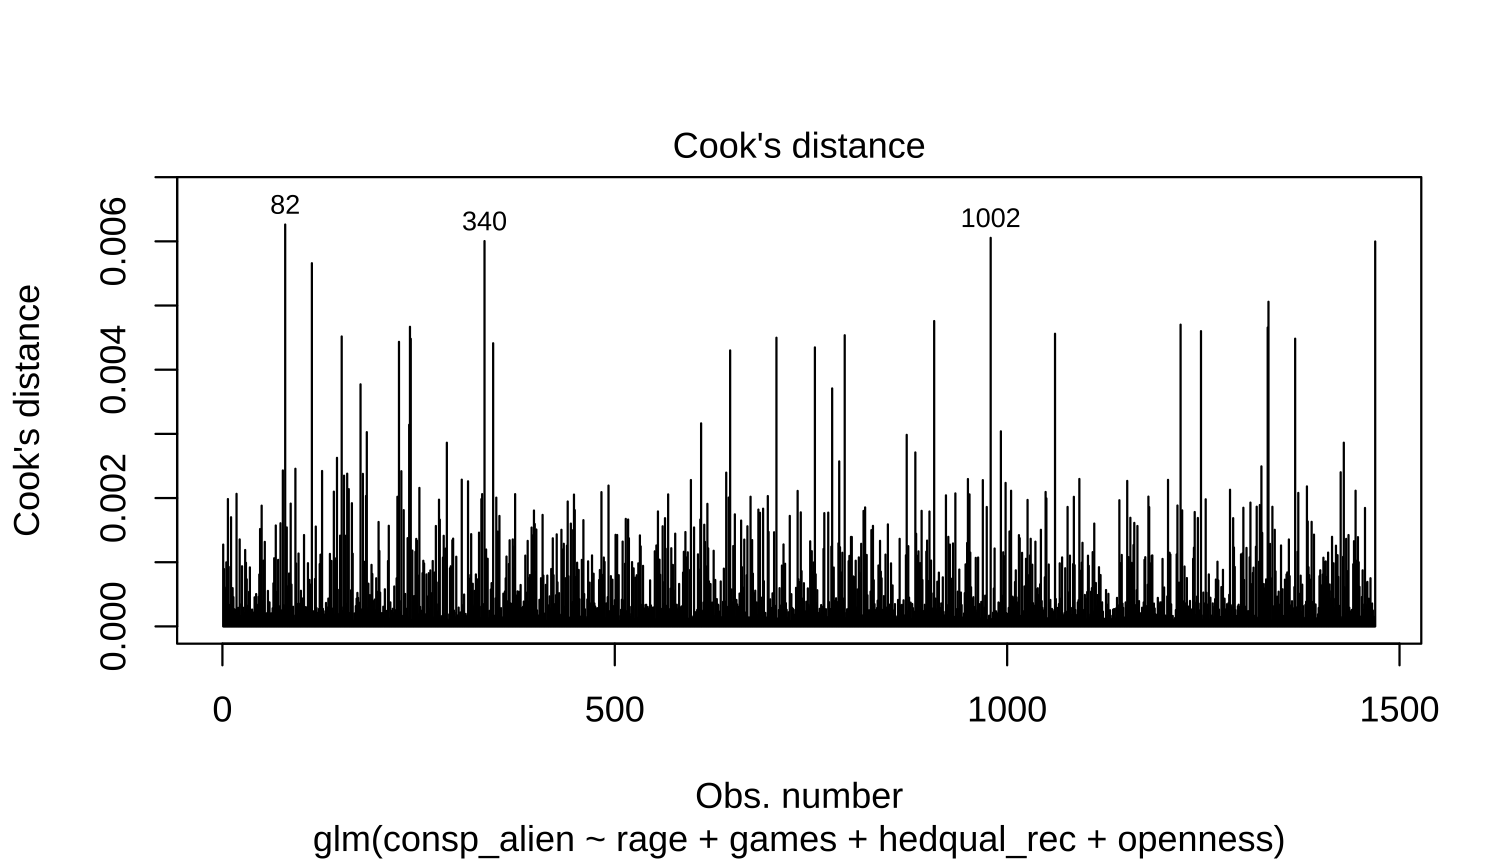 Cook's distance
82
340
1002
Cook's distance
0.006
0.004
0.002
0.000
0
500
1000
1500
Obs. number
glm(consp_alien ~ rage + games + hedqual_rec + openness)